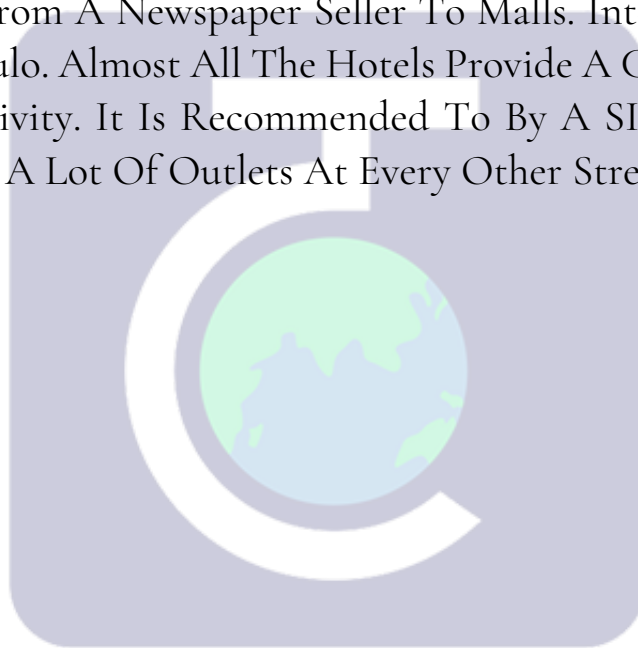 rom A Newspaper Seller To Malls. Int
ulo. Almost All The Hotels Provide A C
ivity. It Is Recommended To By A SI
A Lot Of Outlets At Every Other Stre